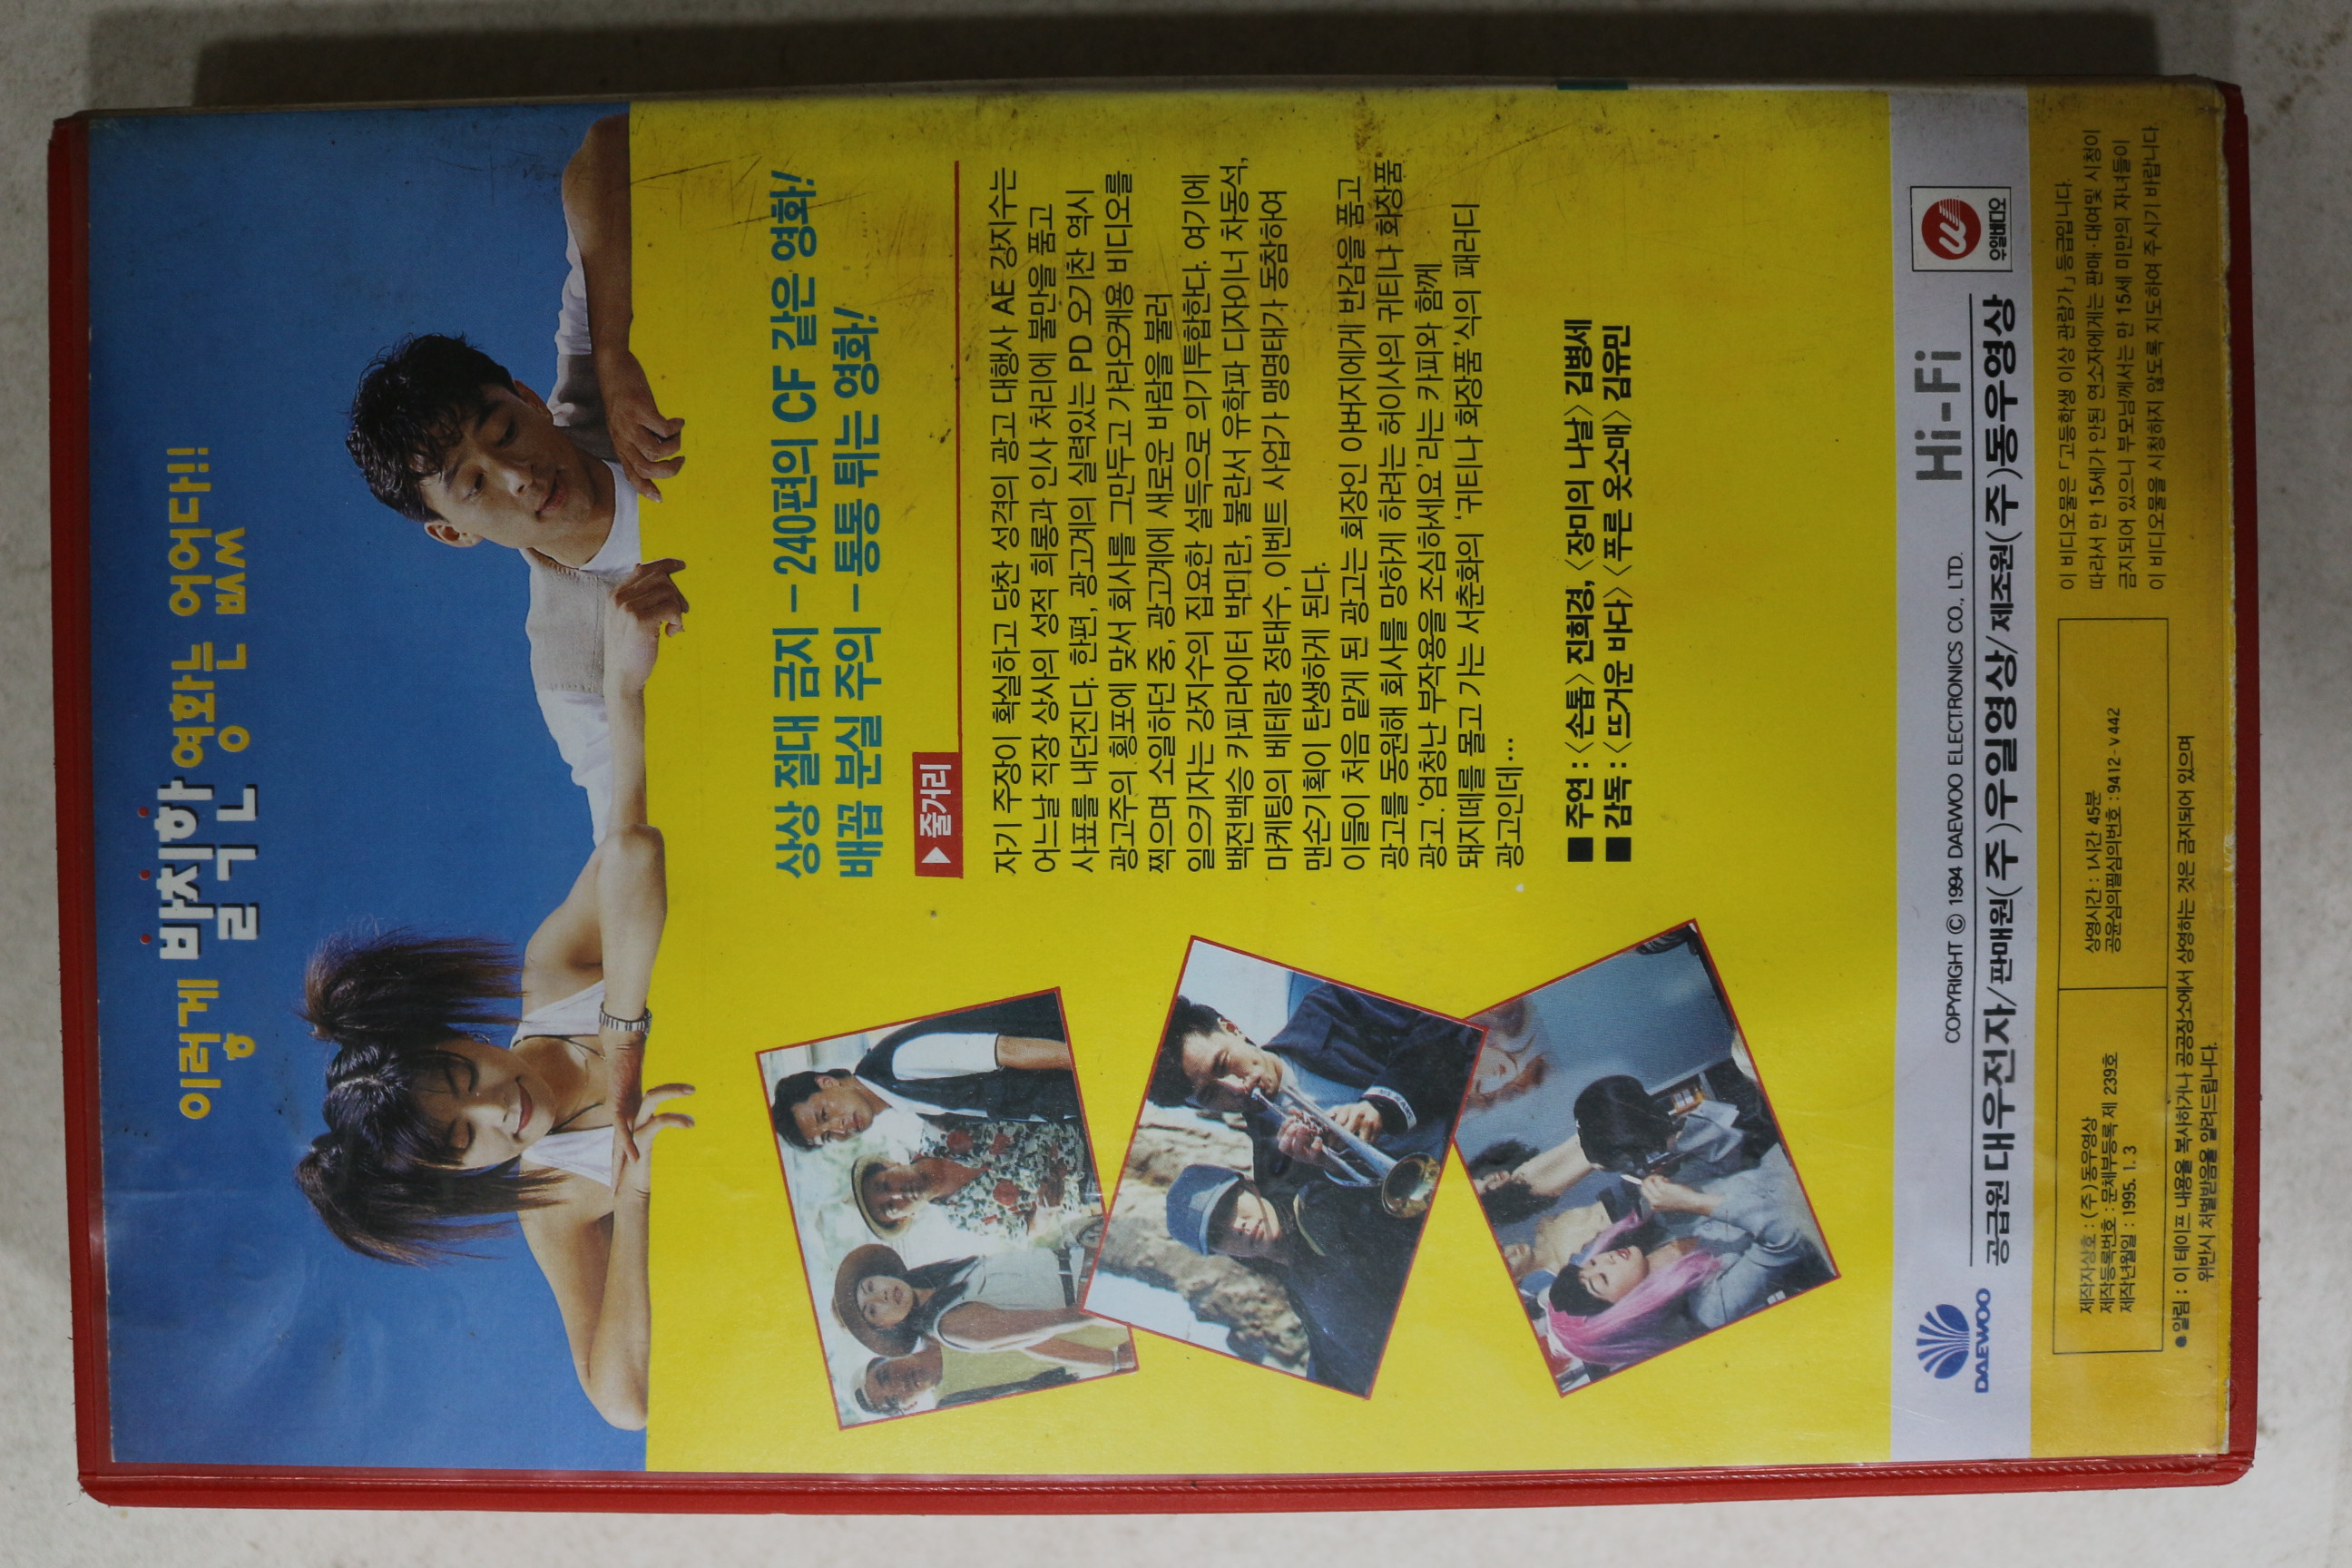 이렇게 발칙한 영화는 없었다!!
상상 절대 금지 – 240편의 CF 같은 영화!
배꼽 분실 주의 – 통통 튀는 영화!
▶줄거리
자기 주장이 확실하고 당찬 성격의 광고 대행사 AE 강지수는
어느날 직장 상사의 성적 희롱과 인사 처리에 불만을 품고
사표를 내던진다. 한편, 광고계의 실력있는 PD 오기찬 역시
광고주의 횡포에 맞서 회사를 그만두고 가라오케용 비디오를
찍으며 소일하던 중, 광고계에 새로운 바람을 불러
일으키자는 강지수의 집요한 설득으로 의기투합한다. 여기에
백전백승 카피라이터 박미란, 불란서 유학파 디자이너 차동석,
마케팅의 베테랑 정태수, 이벤트 사업가 맹명태가 동참하여
맨손기획이 탄생하게 된다.
이들이 처음 맡게 된 광고는 회장인 아버지에게 반감을 품고
광고를 동원해 회사를 망하게 하려는 허이사의 귀티나 화장품
광고. '엄청난 부작용을 조심하세요'라는 카피와 함께
돼지떼를 몰고 가는 서춘화의 '귀티나 화장품'식의 패러디
광고인데…
■ 주연 : 〈손톱〉 진희경, 〈장미의 나날〉 김병세
■ 감독 : 〈뜨거운 바다〉 〈푸른 옷소매〉 김유민
COPYRIGHT © 1994 DAEWOO ELECTRONICS CO., LTD.
Hi-Fi
DAEWOO
공급원 대우전자/판매원(주)우일영상/제조원(주)동우영상
우일비디오
제작자상호 : (주)동우영상
제작등록번호 : 문체부등록 제 239호
제작년월일 : 1995. 1. 3
상영시간 : 1시간 45분
공윤심의필심의번호 : 9412-V442
이 비디오물은 「고등학생 이상 관람가」 등급입니다.
따라서 만 15세가 안된 연소자에게는 판매·대여및 시청이
금지되어 있으니 부모님께서는 만 15세 미만의 자녀들이
이 비디오물을 시청하지 않도록 지도하여 주시기 바랍니다.
● 알림 : 이 테이프 내용을 복사하거나 공공장소에서 상영하는 것은 금지되어 있으며
위반시 처벌받음을 알려드립니다.